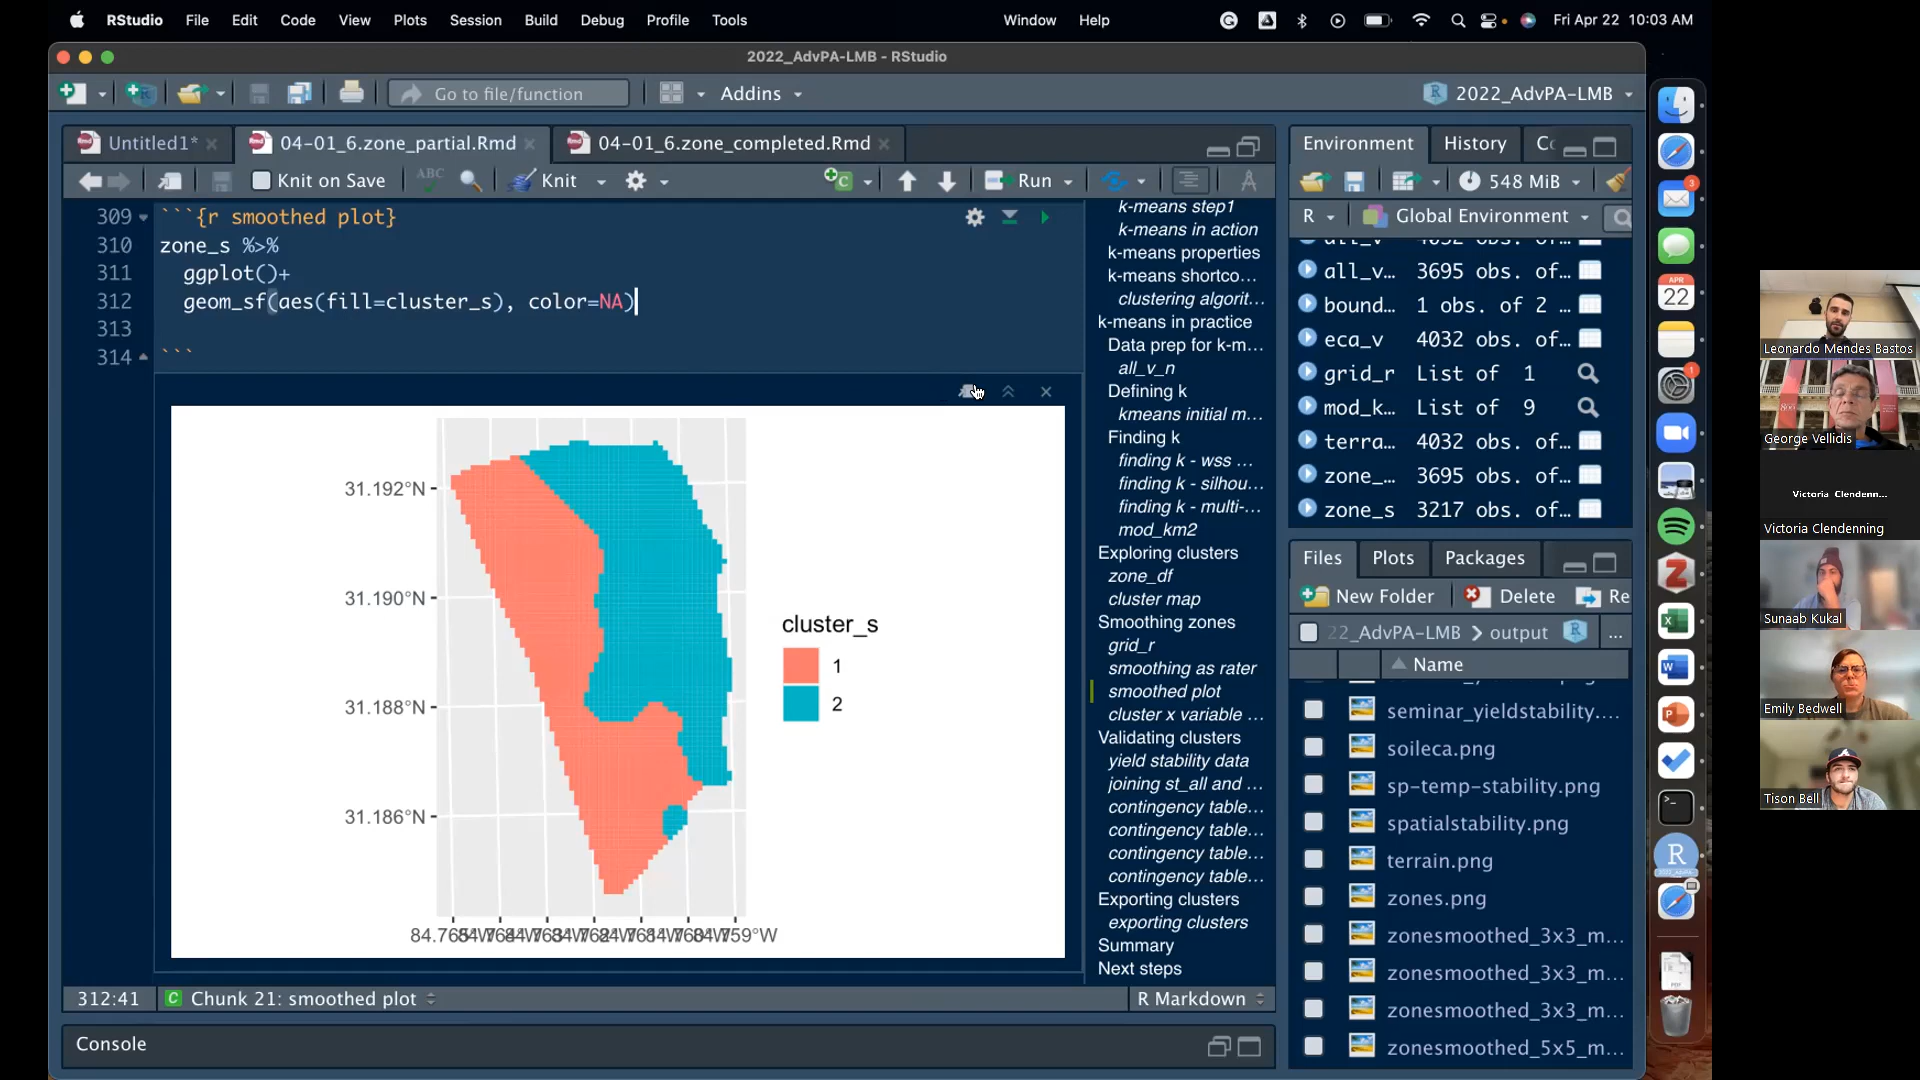 RStudio File Edit Code View Plots Session Build Debug Profile Tools Window Help Fri Apr 22 10:03 AM
2022_AdvPA-LMB - RStudio
Go to file/function Addins 2022_AdvPA-LMB
Untitled1* 04-01_6.zone_partial.Rmd 04-01_6.zone_completed.Rmd
Knit on Save ABC Knit Run
309 ```{r smoothed plot}
310 zone_s %>%
311 ggplot()+
312 geom_sf(aes(fill=cluster_s), color=NA)
313
314 ```
31.192°N
31.190°N
31.188°N
31.186°N
cluster_s
1
2
k-means step1
k-means in action
k-means properties
k-means shortco...
clustering algorit...
k-means in practice
Data prep for k-m...
all_v_n
Defining k
kmeans initial m...
Finding k
finding k - wss ...
finding k - silhou...
finding k - multi-...
mod_km2
Exploring clusters
zone_df
cluster map
Smoothing zones
grid_r
smoothing as rater
smoothed plot
cluster x variable ...
Validating clusters
yield stability data
joining st_all and ...
contingency table...
contingency table...
contingency table...
contingency table...
Exporting clusters
exporting clusters
Summary
Next steps
312:41 Chunk 21: smoothed plot R Markdown
Console
Environment History
548 MiB
R Global Environment
all_v... 3695 obs. of...
bound... 1 obs. of 2 ...
eca_v 4032 obs. of...
grid_r List of 1
mod_k... List of 9
terra... 4032 obs. of...
zone_... 3695 obs. of...
zone_s 3217 obs. of...
Files Plots Packages
New Folder Delete Re
22_AdvPA-LMB output ...
Name
seminar_yieldstability....
soileca.png
sp-temp-stability.png
spatialstability.png
terrain.png
zones.png
zonesmoothed_3x3_m...
zonesmoothed_3x3_m...
zonesmoothed_3x3_m...
zonesmoothed_5x5_m...
3
APR
22
1
Leonardo Mendes Bastos
George Vellidis
Victoria Clendenn...
Victoria Clendenning
Sunaab Kukal
Emily Bedwell
Tison Bell